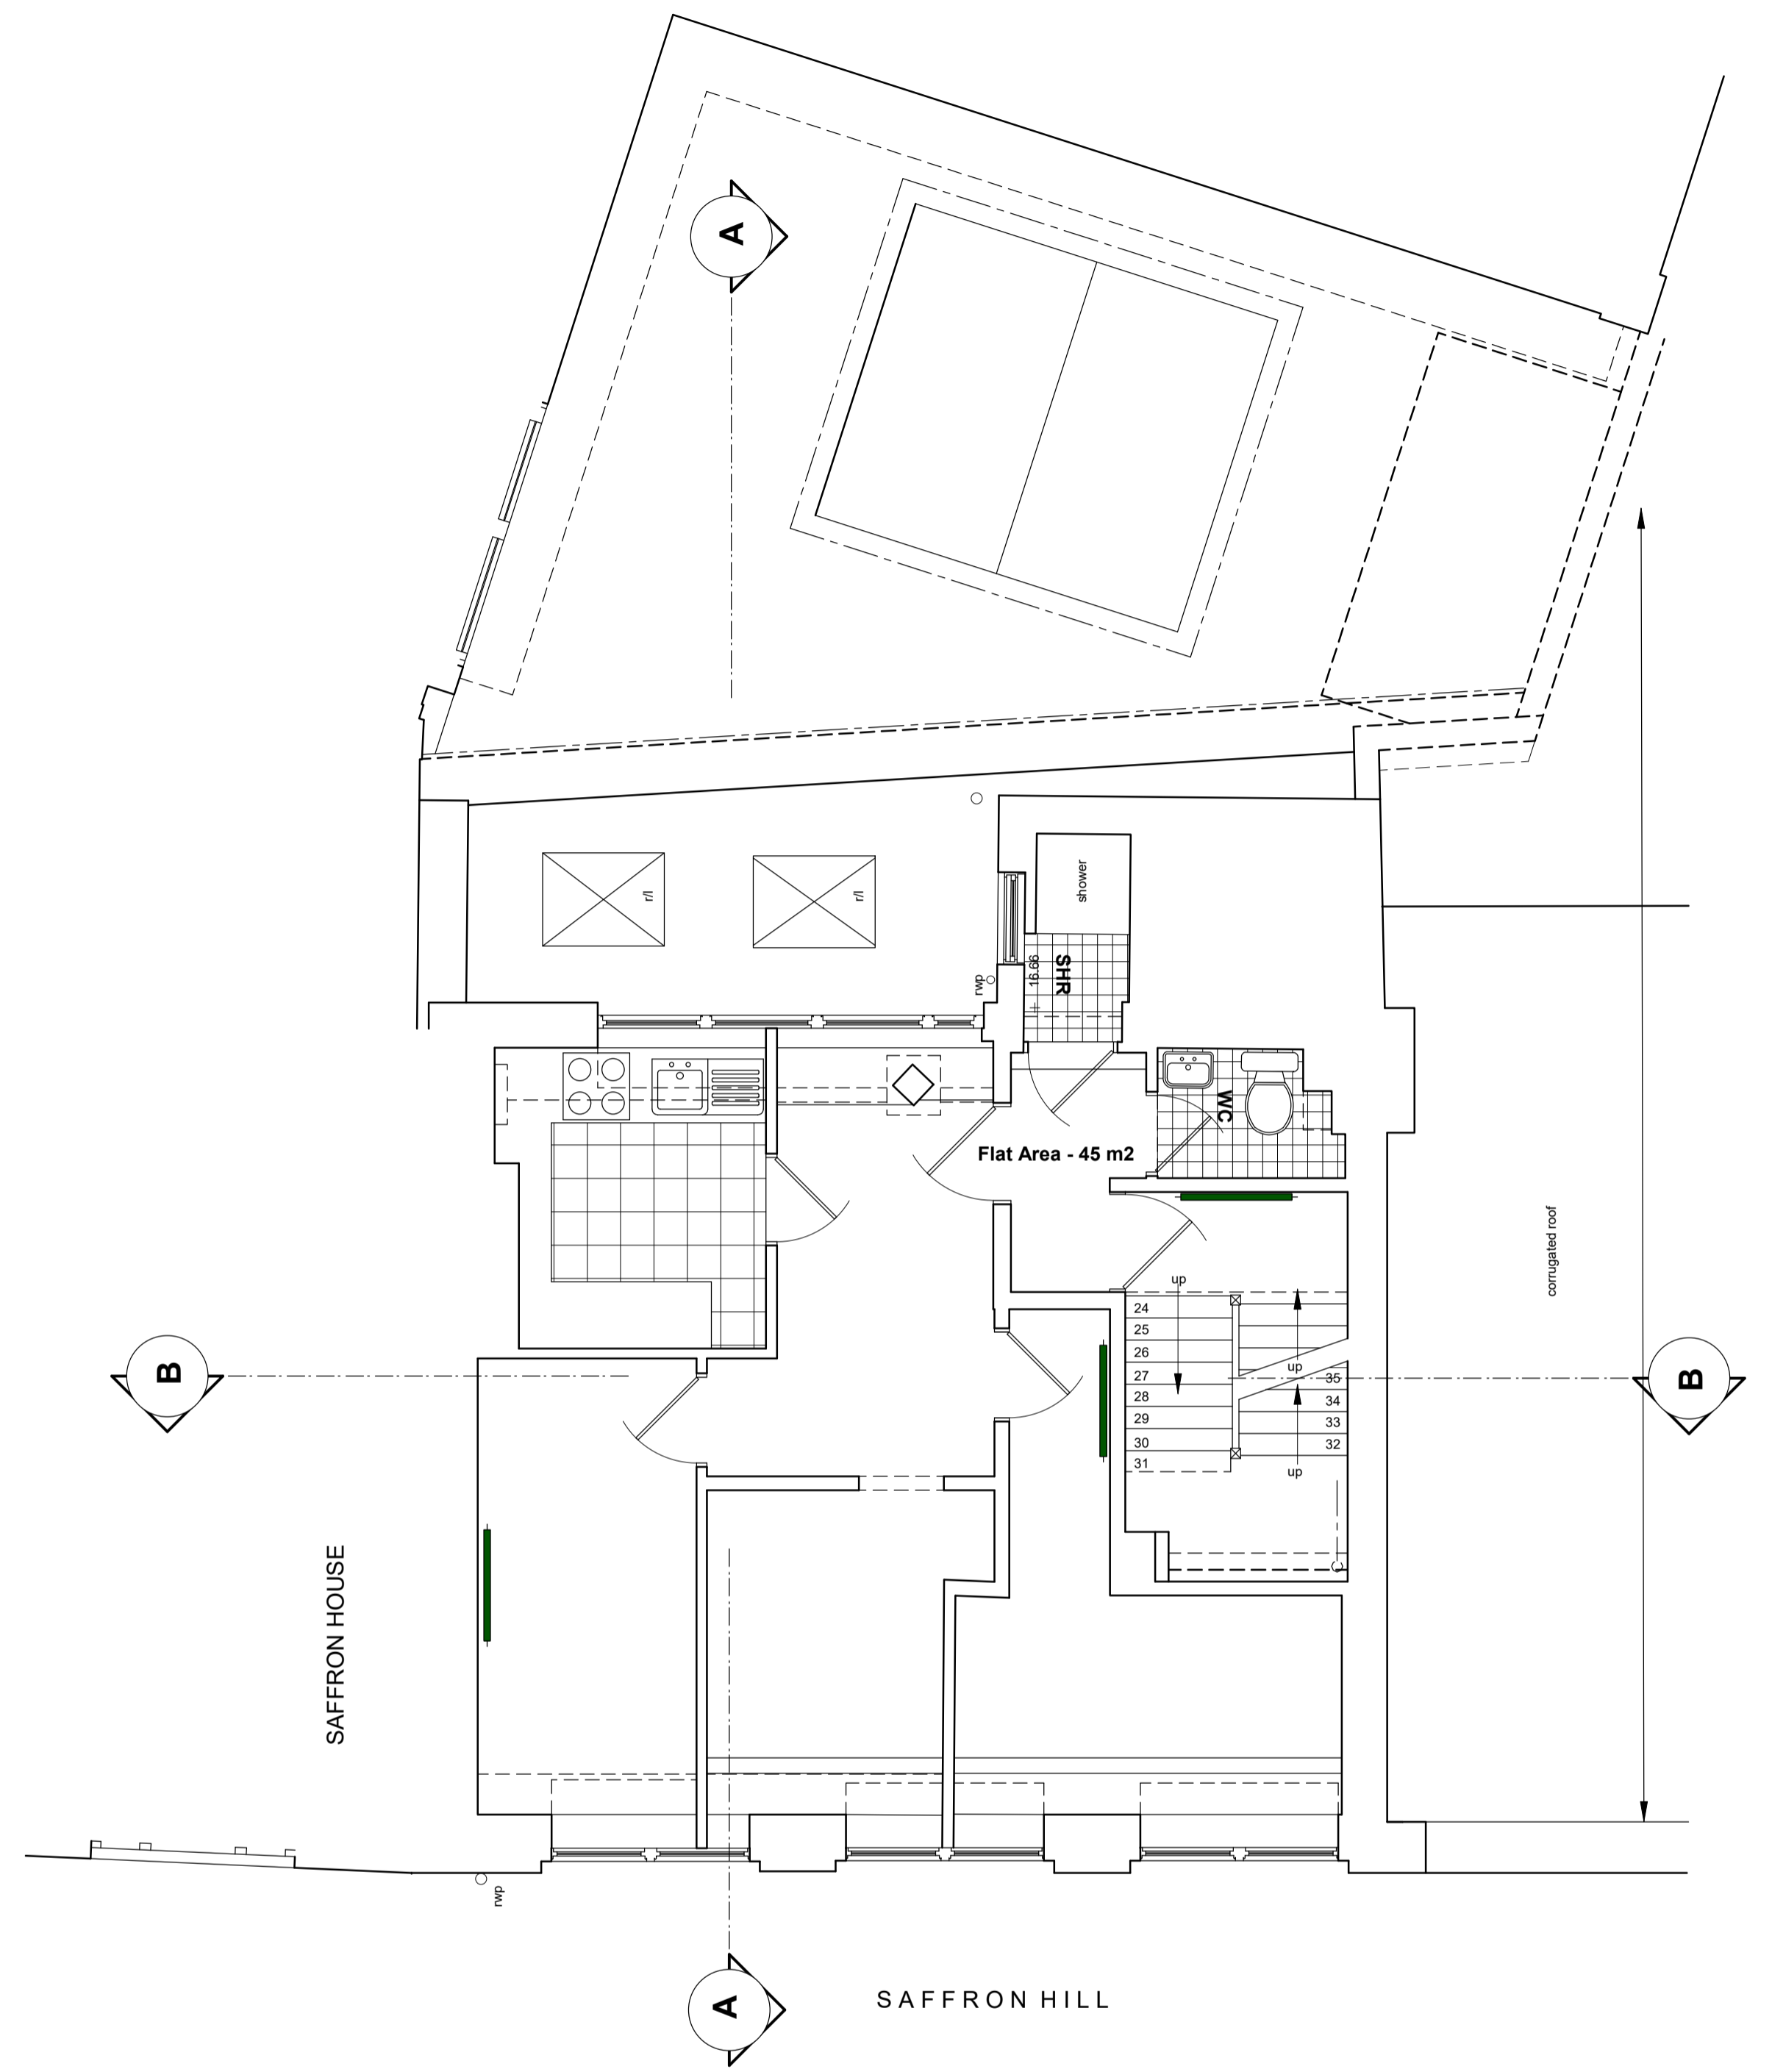 A
r/l
r/l
shower
SHR
16.66
rwp
WC
Flat Area - 45 m2
corrugated roof
up
24
25
26
27
28
29
30
31
up
35
34
33
32
up
B
B
SAFFRON HOUSE
rwp
A
SAFFRON HILL